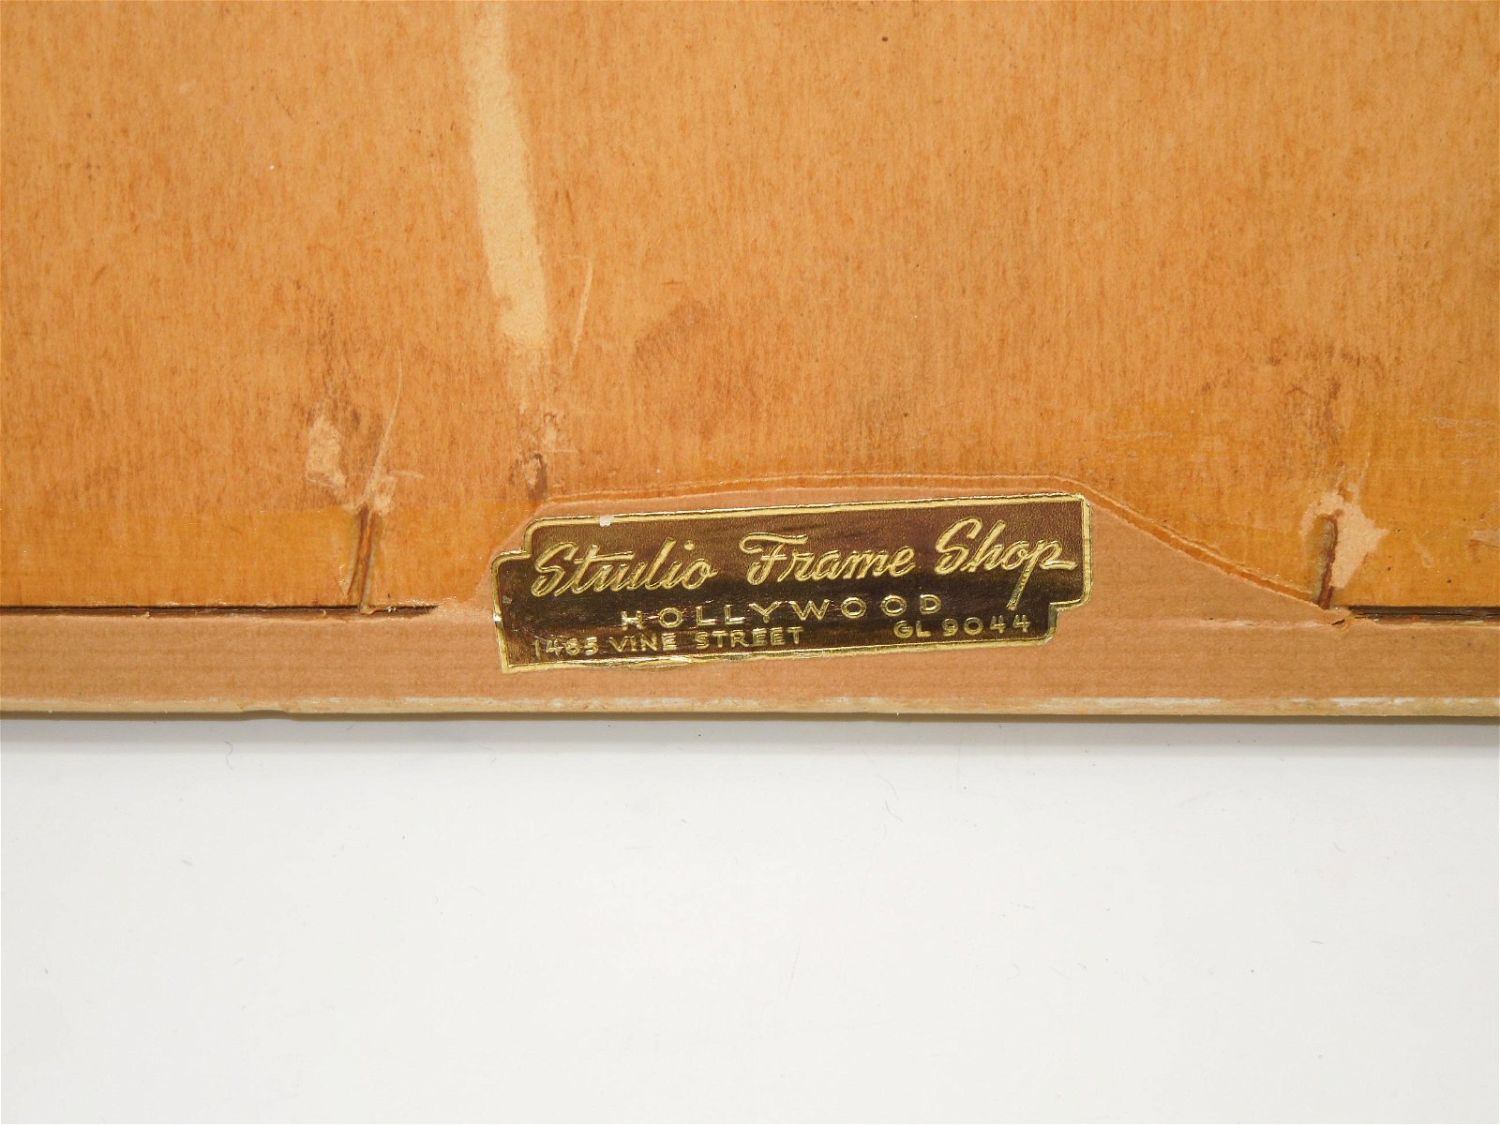 Studio Frame Shop
HOLLYWOOD
1465 VINE STREET GL 9044